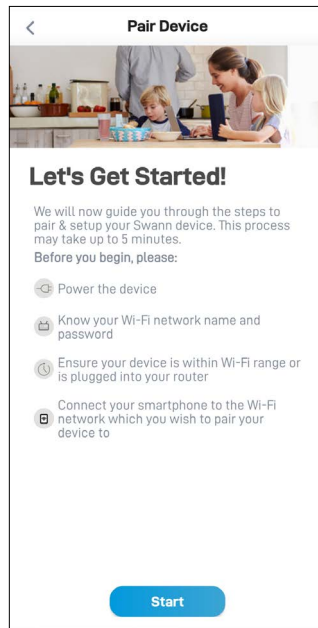 Pair Device
Let's Get Started!
We will now guide you through the steps to
pair & setup your Swann device. This process
may take up to 5 minutes.
Before you begin, please:
Power the device
Know your Wi-Fi network name and
password
Ensure your device is within Wi-Fi range or
is plugged into your router
Connect your smartphone to the Wi-Fi
network which you wish to pair your
device to
Start